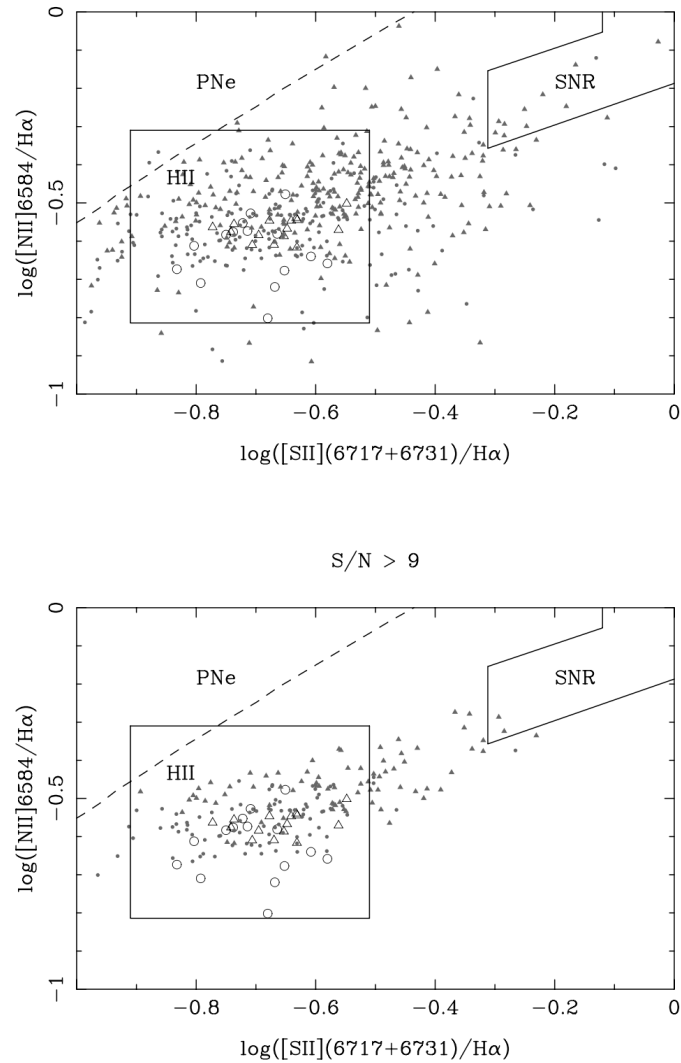 0
PNe
SNR
HII
log([NII]6584/Hα)
−0.5
−1
−0.8
−0.6
−0.4
−0.2
0
log([SII](6717+6731)/Hα)
S/N > 9
0
PNe
SNR
HII
log([NII]6584/Hα)
−0.5
−1
−0.8
−0.6
−0.4
−0.2
0
log([SII](6717+6731)/Hα)